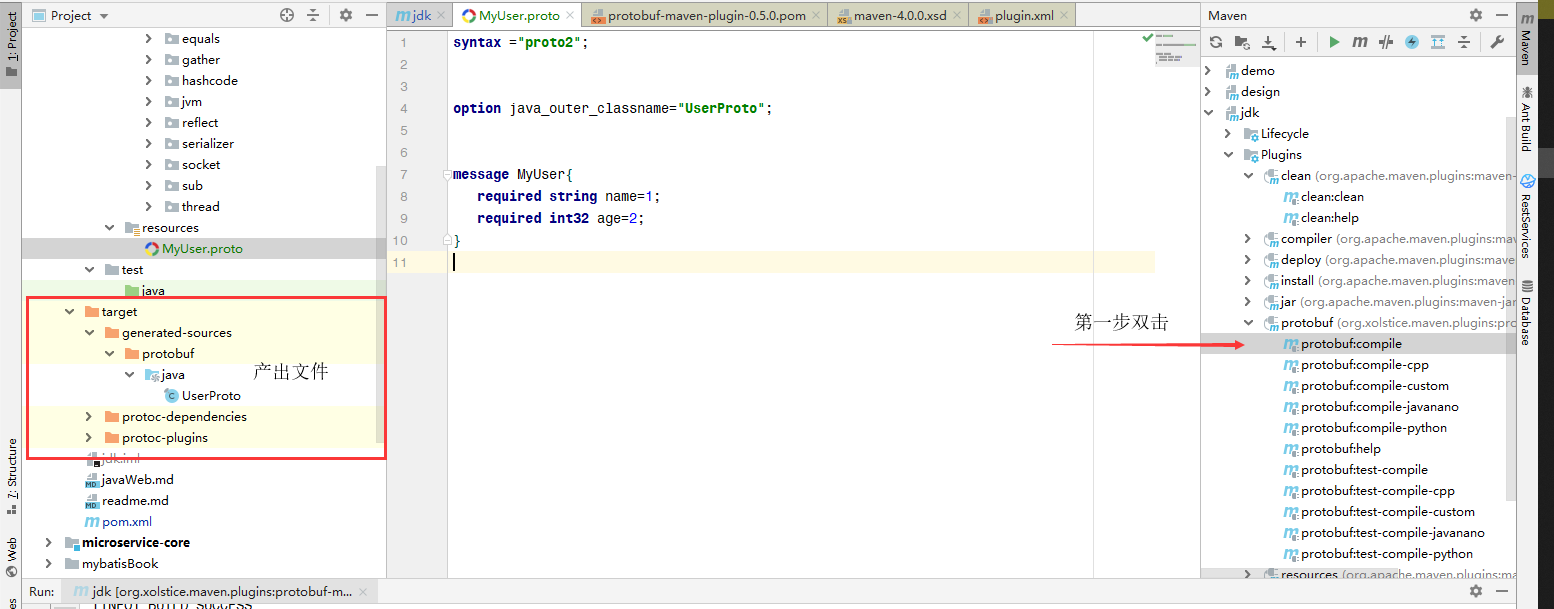 1: Project
Project
jdk
MyUser.proto
protobuf-maven-plugin-0.5.0.pom
maven-4.0.0.xsd
plugin.xml
Maven
equals
gather
hashcode
jvm
reflect
serializer
socket
sub
thread
resources
MyUser.proto
test
java
target
generated-sources
protobuf
java
UserProto
产出文件
protoc-dependencies
protoc-plugins
jdk.iml
javaWeb.md
readme.md
pom.xml
microservice-core
mybatisBook
7: Structure
Web
1 syntax ="proto2";
2
3
4 option java_outer_classname="UserProto";
5
6
7 message MyUser{
8 required string name=1;
9 required int32 age=2;
10 }
11
第一步双击
demo
design
jdk
Lifecycle
Plugins
clean (org.apache.maven.plugins:maven-
clean:clean
clean:help
compiler (org.apache.maven.plugins:mav
deploy (org.apache.maven.plugins:mave
install (org.apache.maven.plugins:mave
jar (org.apache.maven.plugins:maven-jar
protobuf (org.xolstice.maven.plugins:pro
protobuf:compile
protobuf:compile-cpp
protobuf:compile-custom
protobuf:compile-javanano
protobuf:compile-python
protobuf:help
protobuf:test-compile
protobuf:test-compile-cpp
protobuf:test-compile-custom
protobuf:test-compile-javanano
protobuf:test-compile-python
resources (org.apache.maven.plugins:ma
Maven
Ant Build
RestServices
Database
Run:
jdk [org.xolstice.maven.plugins:protobuf-m...
[INFO] BUILD SUCCESS